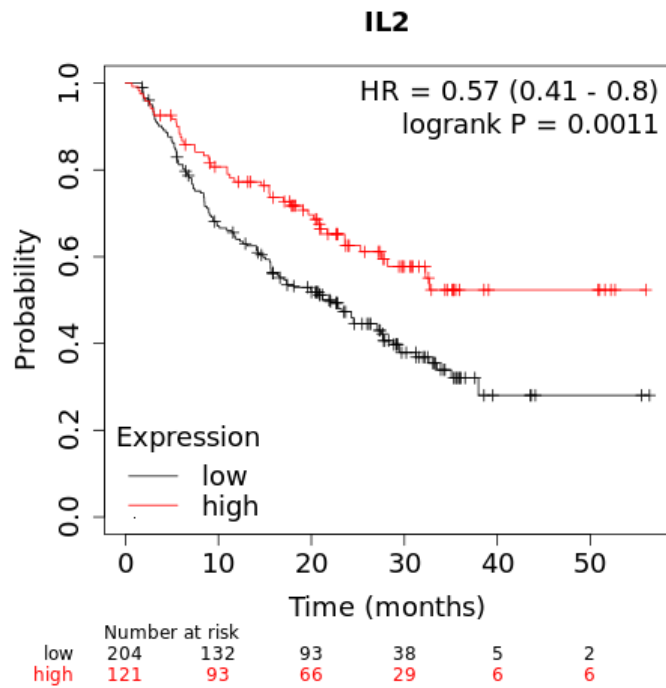 IL2
HR = 0.57 (0.41 - 0.8)
logrank P = 0.0011
Probability
1.0
0.8
0.6
0.4
0.2
0.0
Expression
low
high
0 10 20 30 40 50
Time (months)
Number at risk
low 204 132 93 38 5 2
high 121 93 66 29 6 6